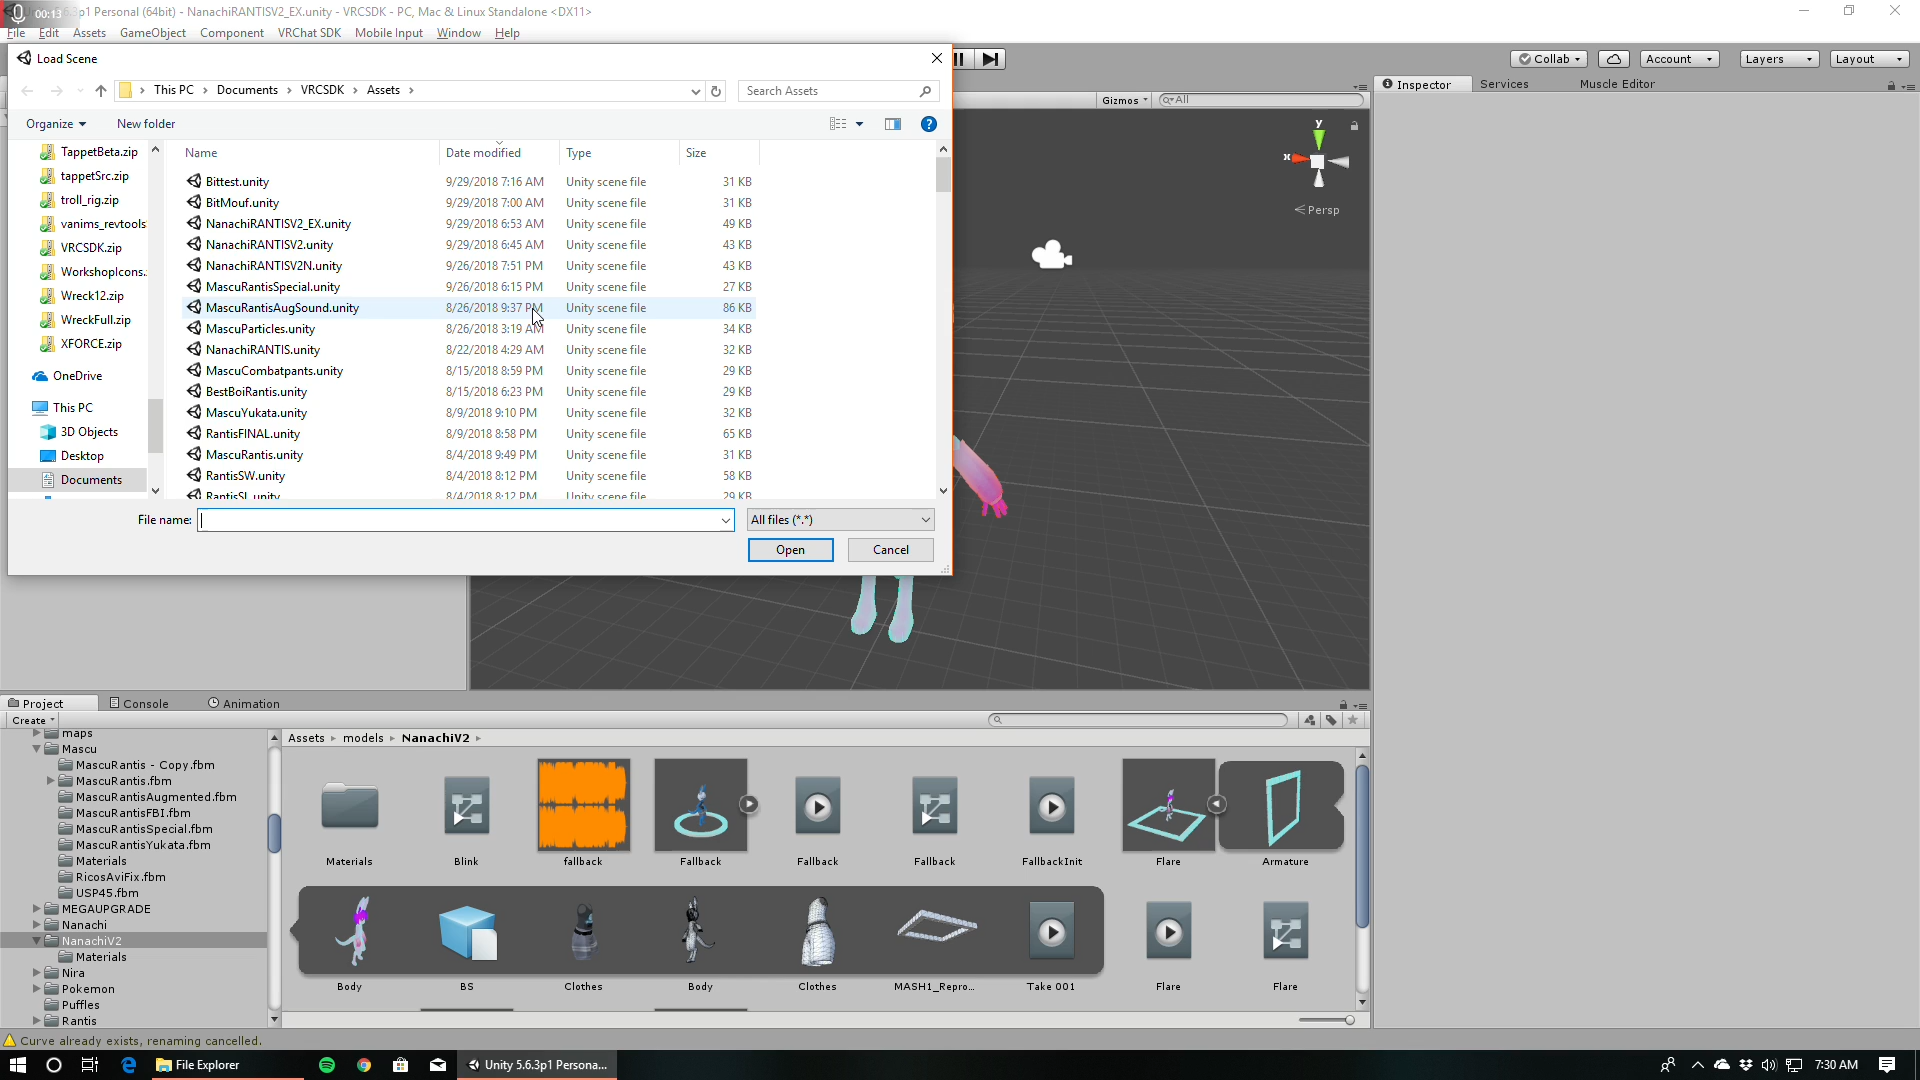 00:13
p1 Personal (64bit) - NanachiRANTISV2_EX.unity - VRCSDK - PC, Mac & Linux Standalone <DX11>
File Edit Assets GameObject Component VRChat SDK Mobile Input Window Help
Load Scene
This PC Documents VRCSDK Assets
Search Assets
Organize New folder
Name Date modified Type Size
Bittest.unity 9/29/2018 7:16 AM Unity scene file 31 KB
BitMouf.unity 9/29/2018 7:00 AM Unity scene file 31 KB
NanachiRANTISV2_EX.unity 9/29/2018 6:53 AM Unity scene file 49 KB
NanachiRANTISV2.unity 9/29/2018 6:45 AM Unity scene file 43 KB
NanachiRANTISV2N.unity 9/26/2018 7:51 PM Unity scene file 43 KB
MascuRantisSpecial.unity 9/26/2018 6:15 PM Unity scene file 27 KB
MascuRantisAugSound.unity 8/26/2018 9:37 PM Unity scene file 86 KB
MascuParticles.unity 8/26/2018 3:19 AM Unity scene file 34 KB
NanachiRANTIS.unity 8/22/2018 4:29 AM Unity scene file 32 KB
MascuCombatpants.unity 8/15/2018 8:59 PM Unity scene file 29 KB
BestBoiRantis.unity 8/15/2018 6:23 PM Unity scene file 29 KB
MascuYukata.unity 8/9/2018 9:10 PM Unity scene file 32 KB
RantisFINAL.unity 8/9/2018 8:58 PM Unity scene file 65 KB
MascuRantis.unity 8/4/2018 9:49 PM Unity scene file 31 KB
RantisSW.unity 8/4/2018 8:12 PM Unity scene file 58 KB
RantisSL.unity 8/4/2018 8:12 PM Unity scene file 29 KB
TappetBeta.zip
tappetSrc.zip
troll_rig.zip
vanims_revtools
VRCSDK.zip
WorkshopIcons.
Wreck12.zip
WreckFull.zip
XFORCE.zip
OneDrive
This PC
3D Objects
Desktop
Documents
File name: All files (*.*)
Open Cancel
Collab Account Layers Layout
Inspector Services Muscle Editor
Gizmos All
y
x
Persp
Project Console Animation
Create
maps
Mascu
MascuRantis - Copy.fbm
MascuRantis.fbm
MascuRantisAugmented.fbm
MascuRantisFBI.fbm
MascuRantisSpecial.fbm
MascuRantisYukata.fbm
Materials
RicosAviFix.fbm
USP45.fbm
MEGAUPGRADE
Nanachi
NanachiV2
Materials
Nira
Pokemon
Puffles
Rantis
Assets models NanachiV2
Materials Blink fallback Fallback Fallback Fallback FallbackInit Flare Armature
Body BS Clothes Body Clothes MASH1_Repro... Take 001 Flare Flare
Curve already exists, renaming cancelled.
File Explorer Unity 5.6.3p1 Persona... 7:30 AM